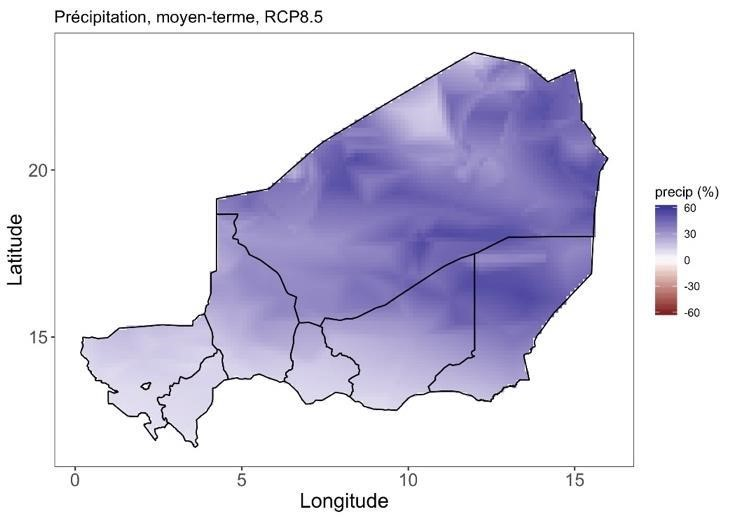 Précipitation, moyen-terme, RCP8.5
Latitude
20
15
0
5
10
15
Longitude
precip (%)
60
30
0
-30
-60